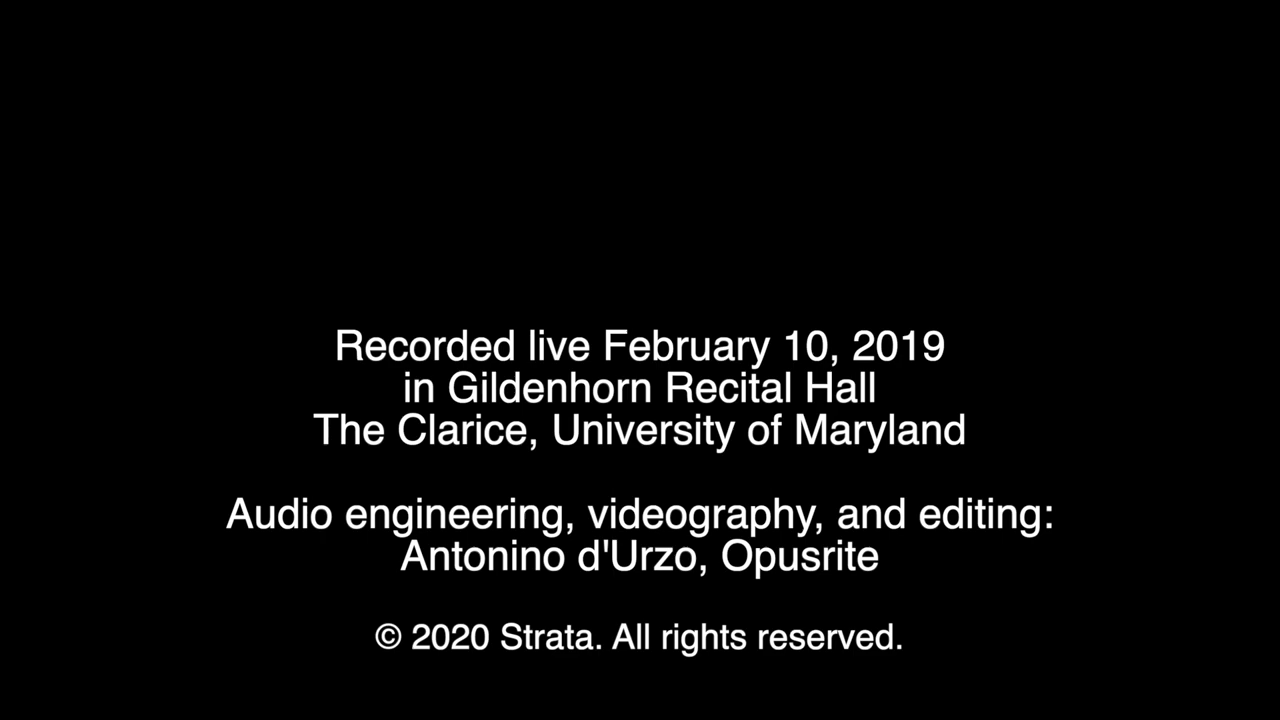 Recorded live February 10, 2019
in Gildenhorn Recital Hall
The Clarice, University of Maryland
Audio engineering, videography, and editing:
Antonino d'Urzo, Opusrite
© 2020 Strata. All rights reserved.